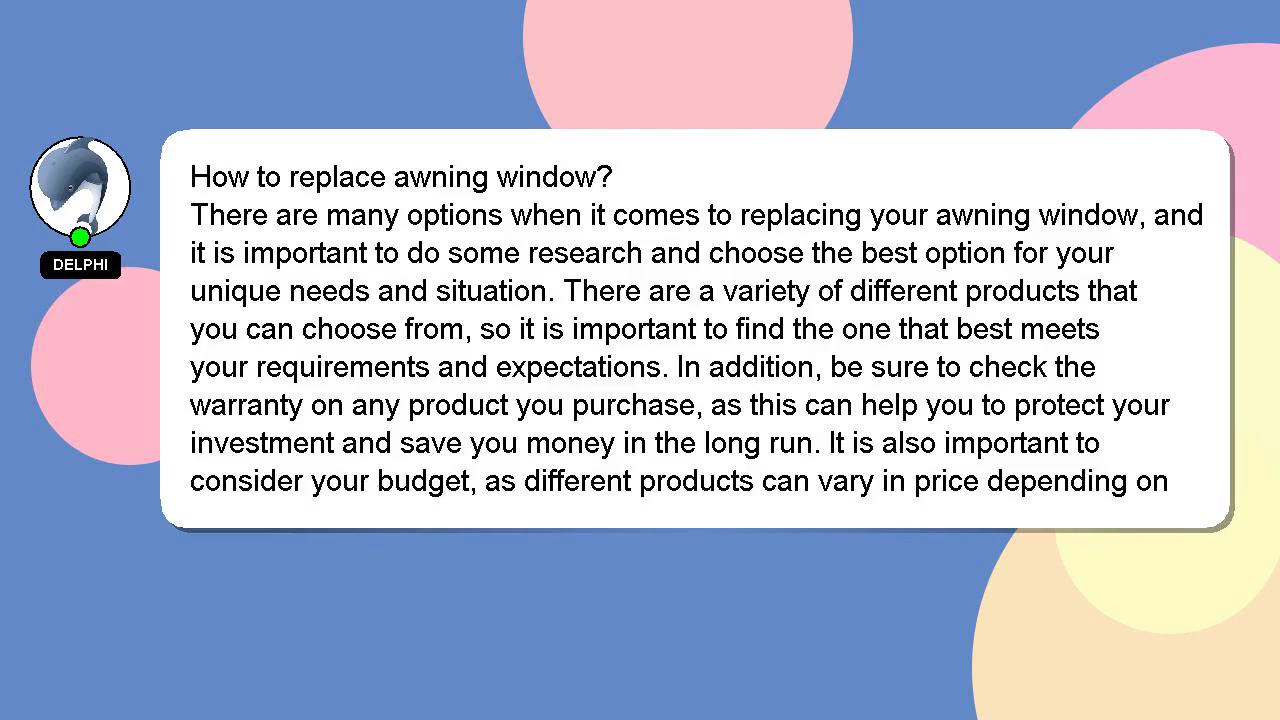 How to replace awning window?
There are many options when it comes to replacing your awning window, and
it is important to do some research and choose the best option for your
unique needs and situation. There are a variety of different products that
you can choose from, so it is important to find the one that best meets
your requirements and expectations. In addition, be sure to check the
warranty on any product you purchase, as this can help you to protect your
investment and save you money in the long run. It is also important to
consider your budget, as different products can vary in price depending on
DELPHI